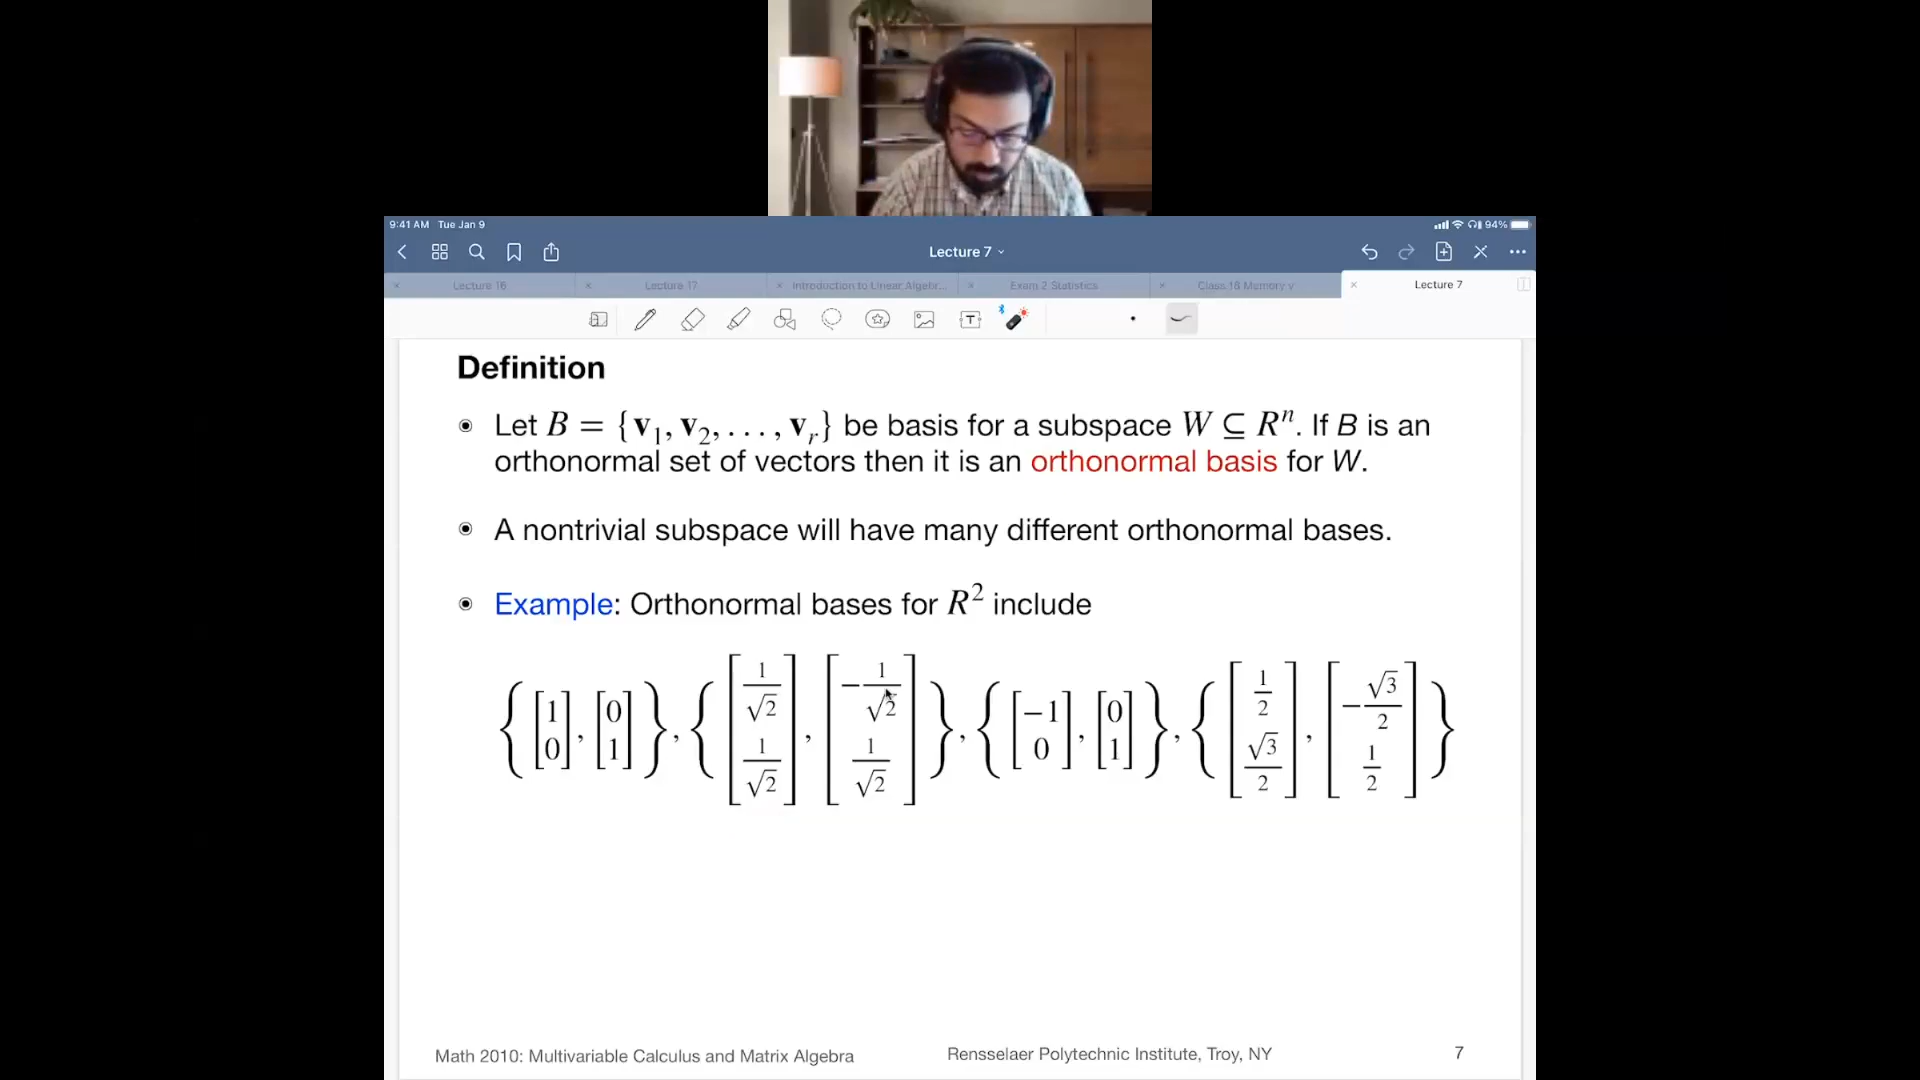 9:41 AM Tue Jan 9
94%
Lecture 7
Lecture 16
Lecture 17
Introduction to Linear Algebr...
Exam 2 Statistics
Class 18 Memory v
Lecture 7
Definition
Let B = {v₁, v₂, . . . , vᵣ} be basis for a subspace W ⊆ Rⁿ. If B is an
orthonormal set of vectors then it is an orthonormal basis for W.
A nontrivial subspace will have many different orthonormal bases.
Example: Orthonormal bases for R² include
{[1 0], [0 1]}, {[1/√2 1/√2], [−1/√2 1/√2]}, {[−1 0], [0 1]}, {[1/2 √3/2], [−√3/2 1/2]}
Math 2010: Multivariable Calculus and Matrix Algebra
Rensselaer Polytechnic Institute, Troy, NY
7